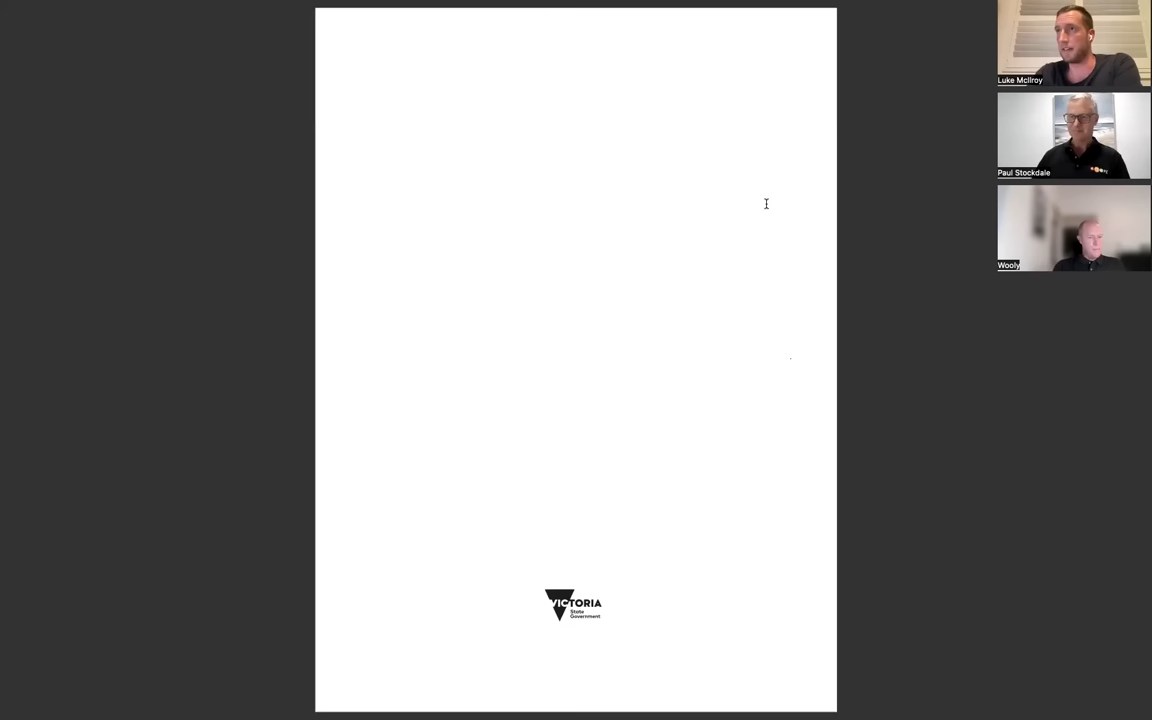 Luke McIlroy
Paul Stockdale
Wooly
VICTORIA
State
Government